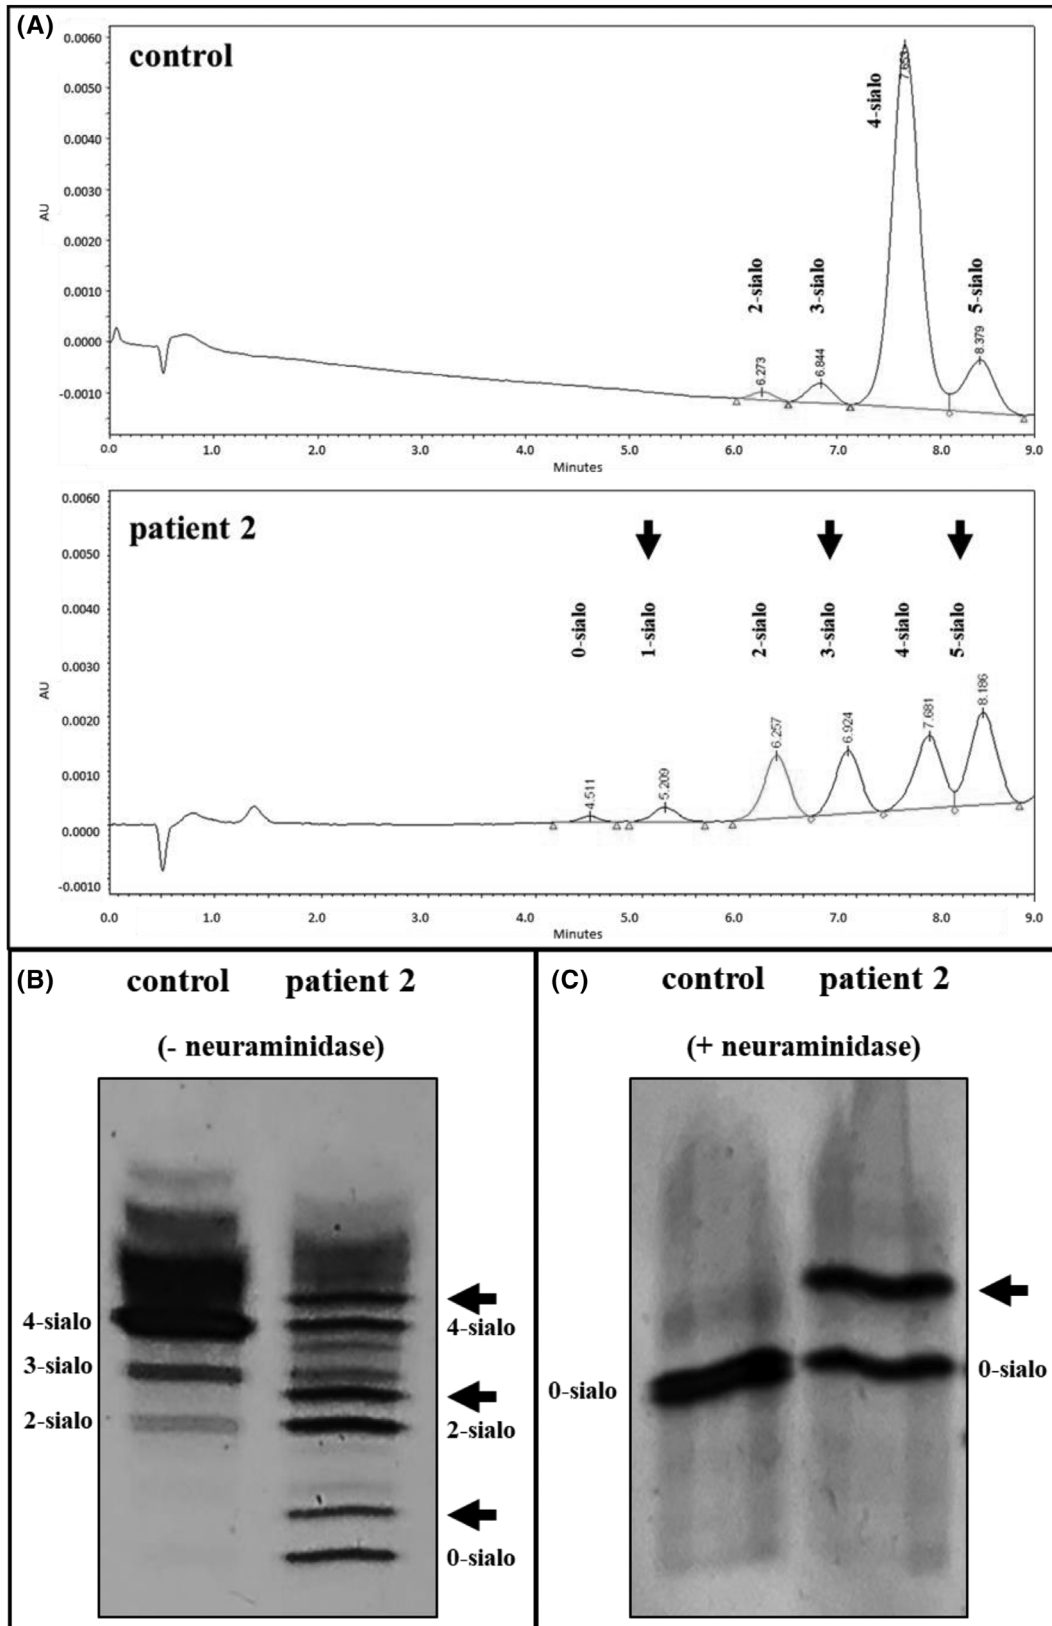 (A)
control
0.0060
0.0050
0.0040
0.0030
0.0020
0.0010
0.0000
-0.0010
AU
2-sialo
3-sialo
4-sialo
5-sialo
6.273
6.844
7.653
8.379
0.0 1.0 2.0 3.0 4.0 5.0 6.0 7.0 8.0 9.0
Minutes
patient 2
0.0060
0.0050
0.0040
0.0030
0.0020
0.0010
0.0000
-0.0010
AU
0-sialo
1-sialo
2-sialo
3-sialo
4-sialo
5-sialo
4.511
5.209
6.257
6.924
7.681
8.186
0.0 1.0 2.0 3.0 4.0 5.0 6.0 7.0 8.0 9.0
Minutes
(B)
control patient 2
(- neuraminidase)
4-sialo
3-sialo
2-sialo
4-sialo
2-sialo
0-sialo
(C)
control patient 2
(+ neuraminidase)
0-sialo
0-sialo